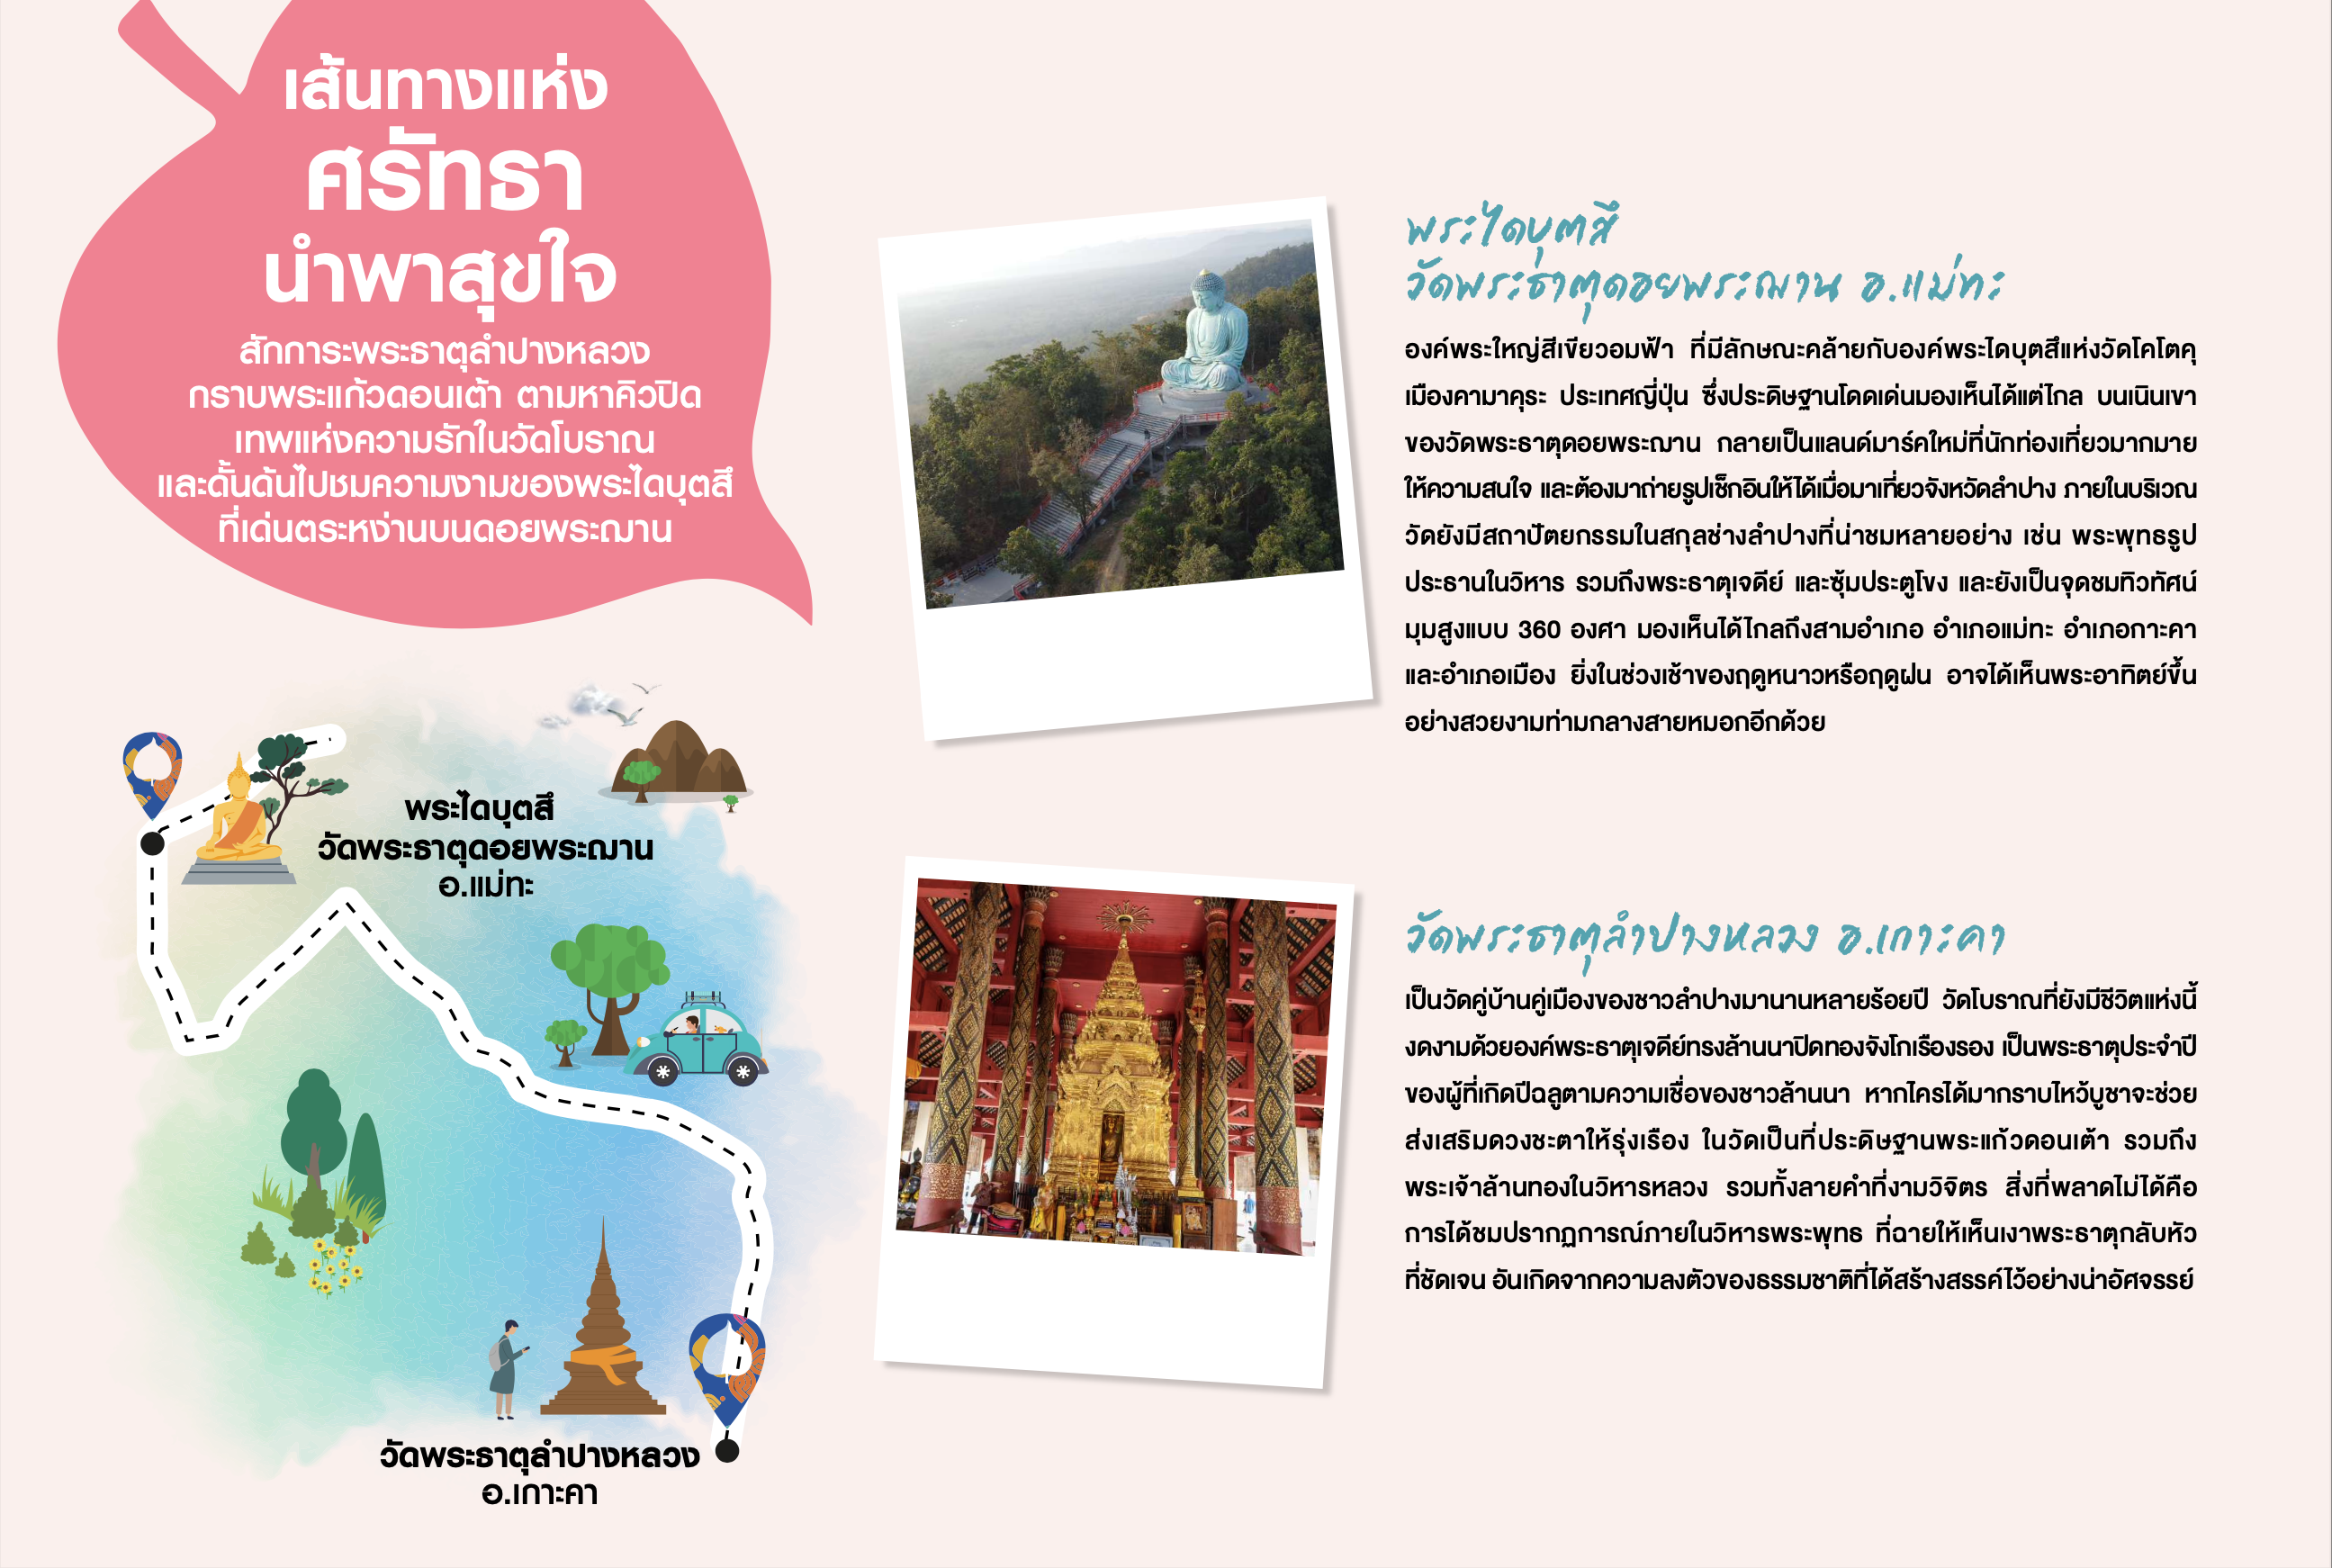 เส้นทางแห่ง
ศรัทธา
นำพาสุขใจ
สักการะพระธาตุลำปางหลวง
กราบพระแก้วดอนเต้า ตามหาคิวปิด
เทพแห่งความรักในวัดโบราณ
และดั้นด้นไปชมความงามของพระไดบุตสึ
ที่เด่นตระหง่านบนดอยพระฌาน
พระไดบุตสึ
วัดพระธาตุดอยพระฌาน
อ.แม่ทะ
วัดพระธาตุลำปางหลวง
อ.เกาะคา
พระไดบุตสึ
วัดพระธาตุดอยพระฌาน อ.แม่ทะ
องค์พระใหญ่สีเขียวอมฟ้า ที่มีลักษณะคล้ายกับองค์พระไดบุตสึแห่งวัดโคโตคุ
เมืองคามาคุระ ประเทศญี่ปุ่น ซึ่งประดิษฐานโดดเด่นมองเห็นได้แต่ไกล บนเนินเขา
ของวัดพระธาตุดอยพระฌาน กลายเป็นแลนด์มาร์คใหม่ที่นักท่องเที่ยวมากมาย
ให้ความสนใจ และต้องมาถ่ายรูปเช็กอินให้ได้เมื่อมาเที่ยวจังหวัดลำปาง ภายในบริเวณ
วัดยังมีสถาปัตยกรรมในสกุลช่างลำปางที่น่าชมหลายอย่าง เช่น พระพุทธรูป
ประธานในวิหาร รวมถึงพระธาตุเจดีย์ และซุ้มประตูโขง และยังเป็นจุดชมทิวทัศน์
มุมสูงแบบ 360 องศา มองเห็นได้ไกลถึงสามอำเภอ อำเภอแม่ทะ อำเภอกาะคา
และอำเภอเมือง ยิ่งในช่วงเช้าของฤดูหนาวหรือฤดูฝน อาจได้เห็นพระอาทิตย์ขึ้น
อย่างสวยงามท่ามกลางสายหมอกอีกด้วย
วัดพระธาตุลำปางหลวง อ.เกาะคา
เป็นวัดคู่บ้านคู่เมืองของชาวลำปางมานานหลายร้อยปี วัดโบราณที่ยังมีชีวิตแห่งนี้
งดงามด้วยองค์พระธาตุเจดีย์ทรงล้านนาปิดทองจังโกเรืองรอง เป็นพระธาตุประจำปี
ของผู้ที่เกิดปีฉลูตามความเชื่อของชาวล้านนา หากใครได้มากราบไหว้บูชาจะช่วย
ส่งเสริมดวงชะตาให้รุ่งเรือง ในวัดเป็นที่ประดิษฐานพระแก้วดอนเต้า รวมถึง
พระเจ้าล้านทองในวิหารหลวง รวมทั้งลายคำที่งามวิจิตร สิ่งที่พลาดไม่ได้คือ
การได้ชมปรากฏการณ์ภายในวิหารพระพุทธ ที่ฉายให้เห็นเงาพระธาตุกลับหัว
ที่ชัดเจน อันเกิดจากความลงตัวของธรรมชาติที่ได้สร้างสรรค์ไว้อย่างน่าอัศจรรย์